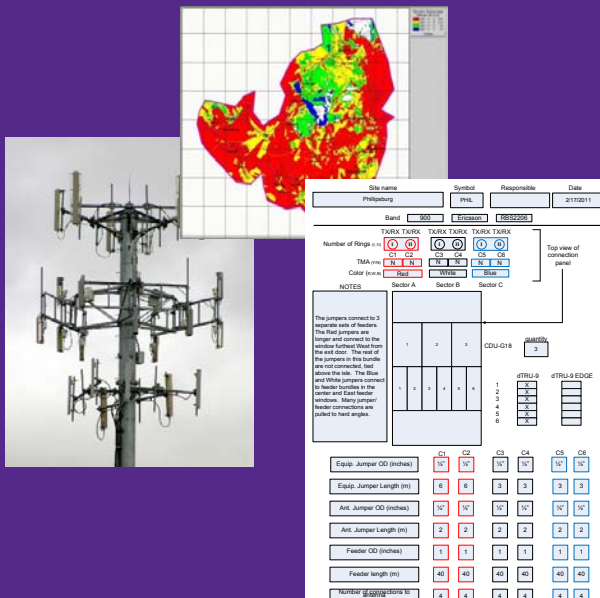 Site name Symbol Responsible Date
Phillipsburg PHIL 2/17/2011
Band 900 Ericsson RBS2206
TX/RX TX/RX TX/RX TX/RX TX/RX TX/RX
Number of Rings (I, II) I II I II I II
C1 C2 C3 C4 C5 C6
TMA (Y/N) N N N N N N
Color (R,W,B) Red White Blue
Sector A Sector B Sector C
Top view of
connection
panel
NOTES
The jumpers connect to 3
separate sets of feeders.
The Red jumpers are
longer and connect to the
window furthest West from
the exit door. The rest of
the jumpers in this bundle
are not connected, tied
above the isle. The Blue
and White jumpers connect
to feeder bundles in the
center and East feeder
windows. Many jumper/
feeder connections are
pulled to hard angles.
1 2 3
1 2 3 4 5 6
CDU-G18
quantity
3
dTRU-9 dTRU-9 EDGE
1 X
2 X
3 X
4 X
5 X
6 X
C1 C2 C3 C4 C5 C6
Equip. Jumper OD (inches) ½" ½" ½" ½" ½" ½"
Equip. Jumper Length (m) 6 6 3 3 3 3
Ant. Jumper OD (inches) ½" ½" ½" ½" ½" ½"
Ant. Jumper Length (m) 2 2 2 2 2 2
Feeder OD (inches) 1 1 1 1 1 1
Feeder length (m) 40 40 40 40 40 40
Number of connections to
antenna 4 4 4 4 4 4